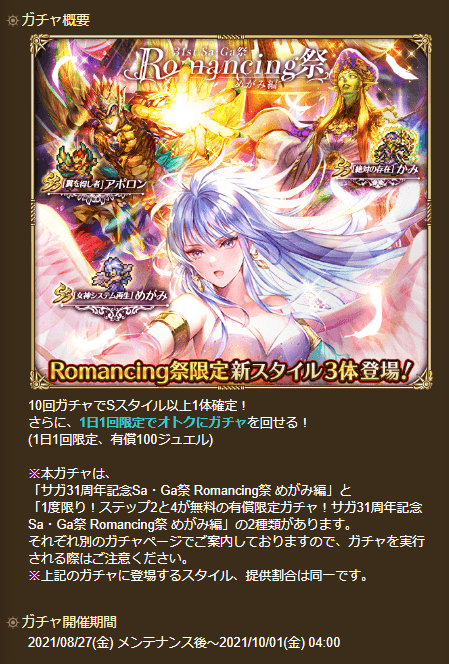 ガチャ概要
31st Sa・Ga祭
Romancing祭
めがみ編
SS「翼を得し者」アポロン
SS「絶対の存在」かみ
SS「女神システム再生」めがみ
Romancing祭限定新スタイル3体登場!
10回ガチャでSスタイル以上1体確定！
さらに、1日1回限定でオトクにガチャを回せる！
(1日1回限定、有償100ジュエル)
※本ガチャは、
「サガ31周年記念Sa・Ga祭 Romancing祭 めがみ編」と
「1度限り！ステップ2と4が無料の有償限定ガチャ！サガ31周年記念
Sa・Ga祭 Romancing祭 めがみ編」の2種類があります。
それぞれ別のガチャページでご案内しておりますので、ガチャを実行
される際はご注意ください。
※上記のガチャに登場するスタイル、提供割合は同一です。
ガチャ開催期間
2021/08/27(金) メンテナンス後～2021/10/01(金) 04:00